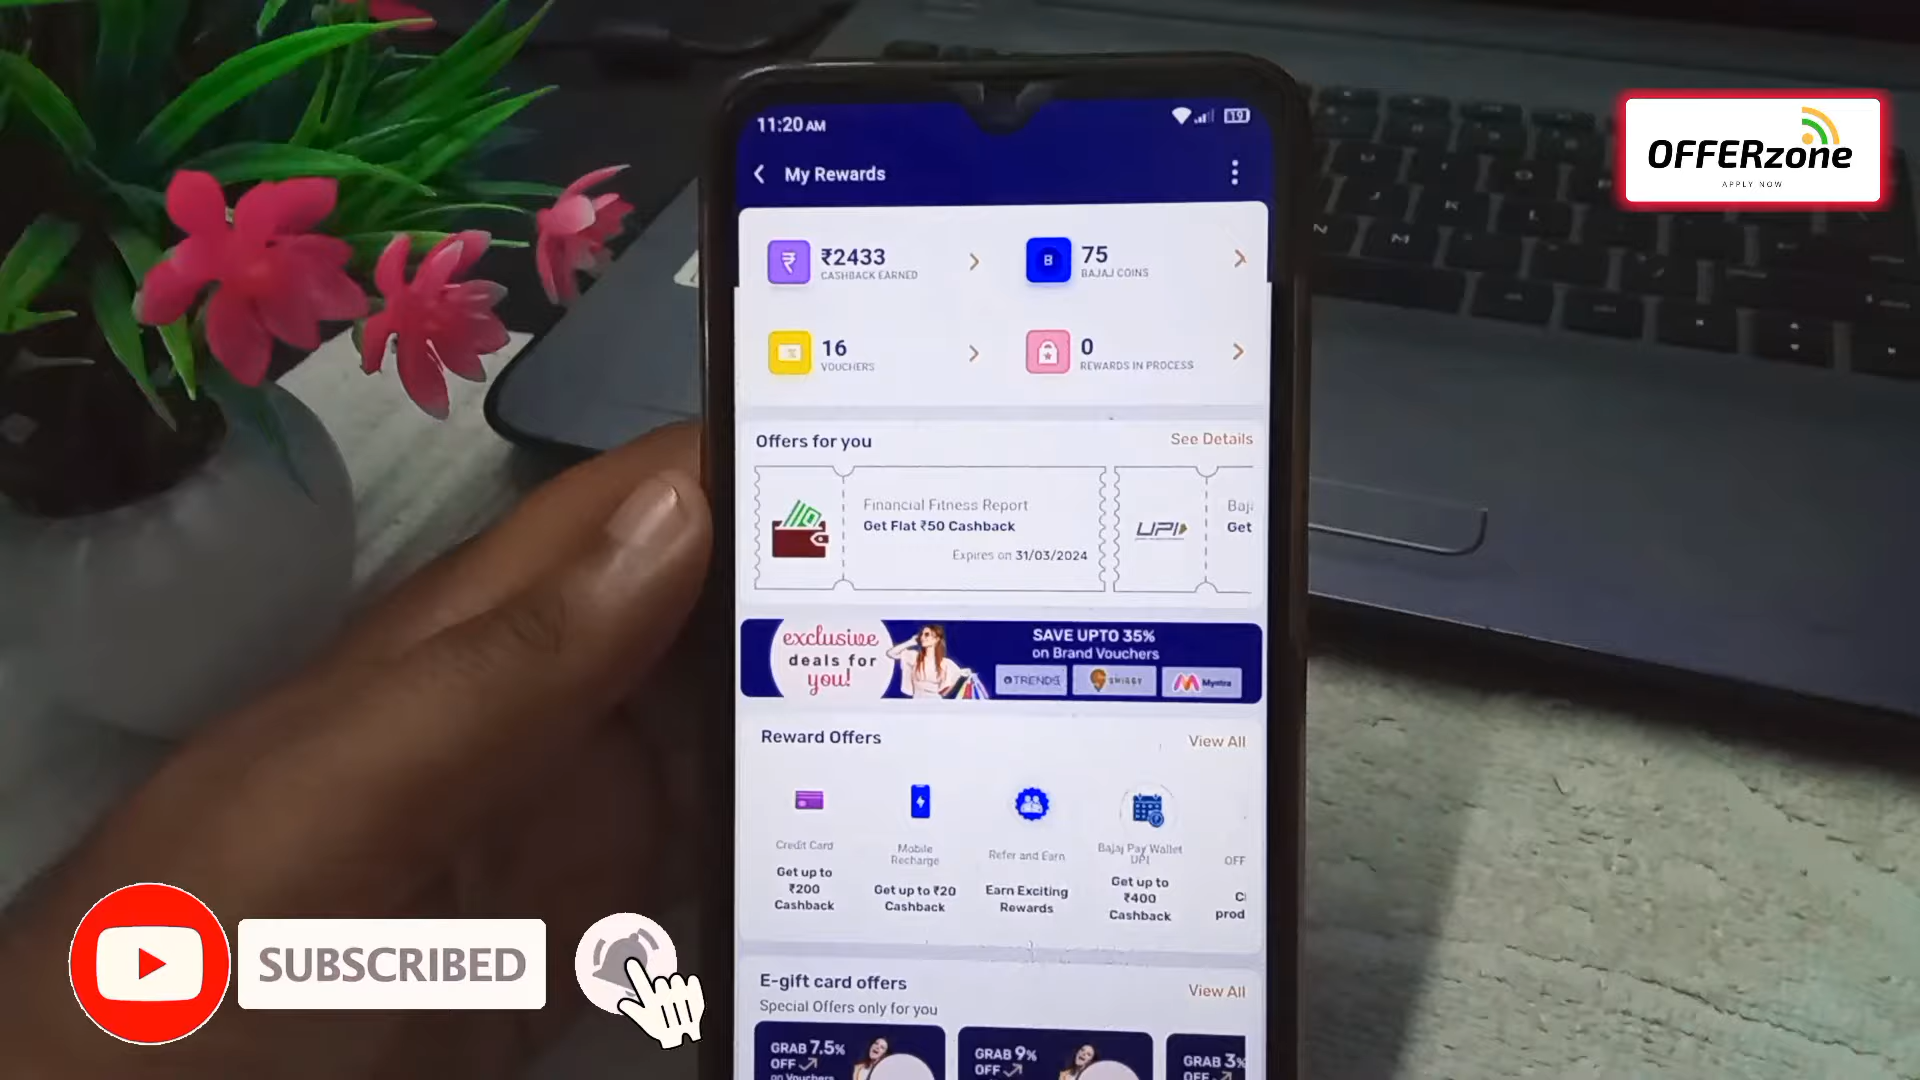 11:20 AM
19
My Rewards
OFFERzone
APPLY NOW
₹2433
CASHBACK EARNED
B
75
BAJAJ COINS
16
VOUCHERS
0
REWARDS IN PROCESS
Offers for you
See Details
Financial Fitness Report
Get Flat ₹50 Cashback
Expires on 31/03/2024
UPI
Baj
Get
exclusive
deals for
you!
SAVE UPTO 35%
on Brand Vouchers
TRENDS
SWIGGY
Myntra
Reward Offers
View All
Credit Card
Get up to
₹200
Cashback
Mobile
Recharge
Get up to ₹20
Cashback
Refer and Earn
Earn Exciting
Rewards
Bajaj Pay Wallet
UPI
Get up to
₹400
Cashback
OFF
prod
E-gift card offers
View All
Special Offers only for you
GRAB 7.5%
OFF
on Vouchers
GRAB 9%
OFF
GRAB 3%
OFF
SUBSCRIBED